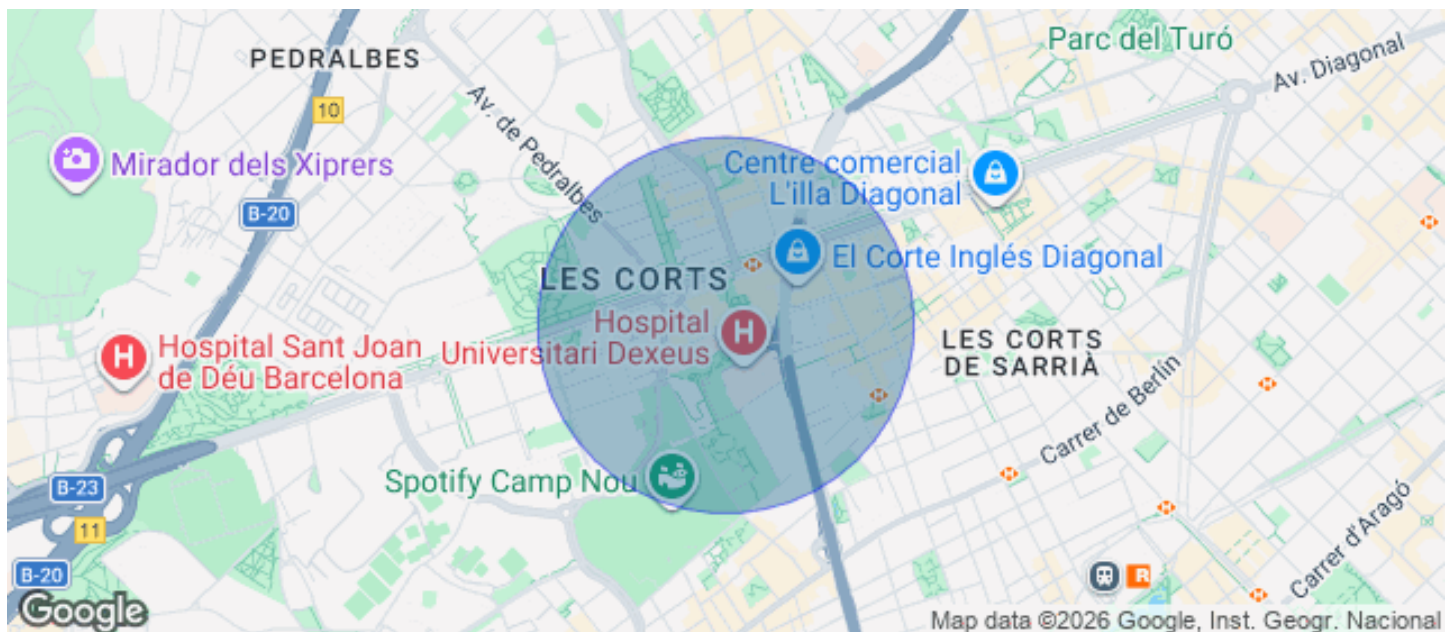 PEDRALBES
Parc del Turó
Av. Diagonal
10
Av. de Pedralbes
Mirador dels Xiprers
Centre comercial
L'illa Diagonal
B-20
El Corte Inglés Diagonal
LES CORTS
Hospital
Universitari Dexeus
Hospital Sant Joan
de Déu Barcelona
LES CORTS
DE SARRIÀ
Carrer de Berlín
Spotify Camp Nou
B-23
11
Carrer d'Aragó
B-20
R
Google
Map data ©2026 Google, Inst. Geogr. Nacional